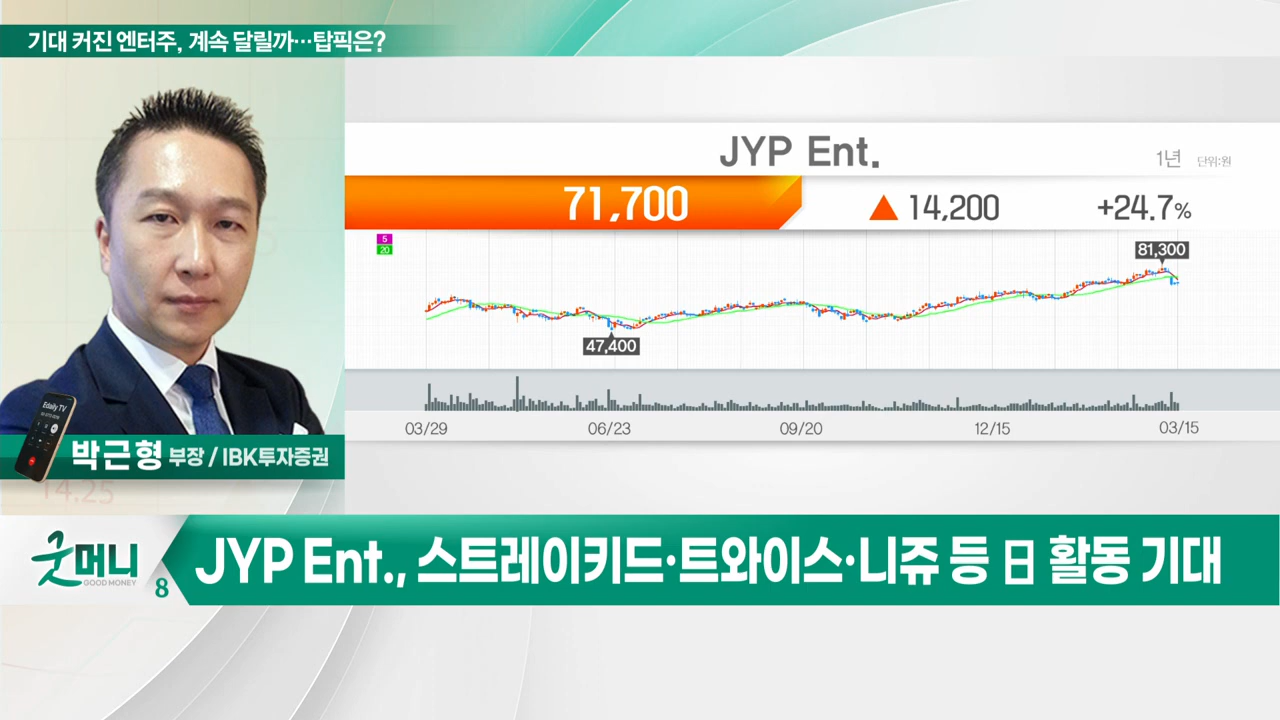 기대 커진 엔터주, 계속 달릴까…탑픽은?
JYP Ent.
1년 단위:원
71,700 ▲ 14,200 +24.7%
5
20
81,300
47,400
03/29 06/23 09/20 12/15 03/15
Edaily TV
박근형 부장 / IBK투자증권
14.25
굿머니
GOOD MONEY
8
JYP Ent., 스트레이키드·트와이스·니쥬 등 日 활동 기대